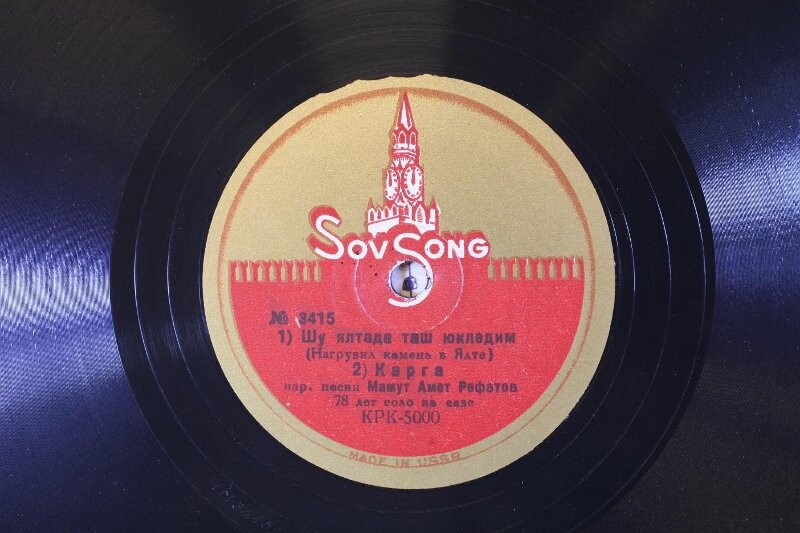 SOVSONG
№ 3415
1) Шу ялтада таш юкледим
(Нагрузил камень в Ялте)
2) Карга
нар. песня Мамут Амет Рефатов
78 лет соло на сазе
КРК-5000
MADE IN USSR